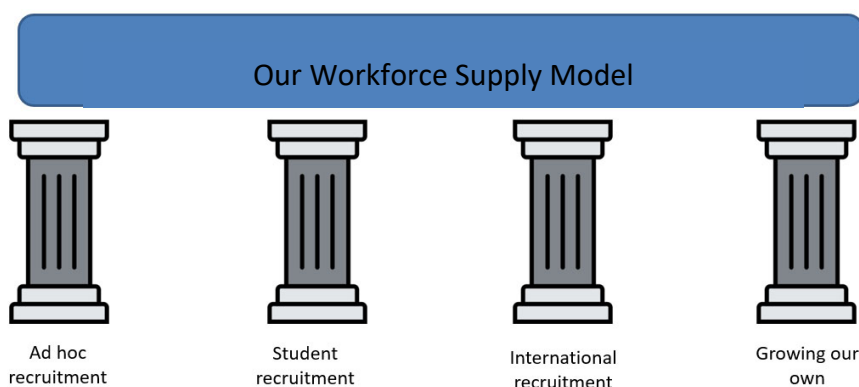 Our Workforce Supply Model
Ad hoc
recruitment
Student
recruitment
International
recruitment
Growing our
own